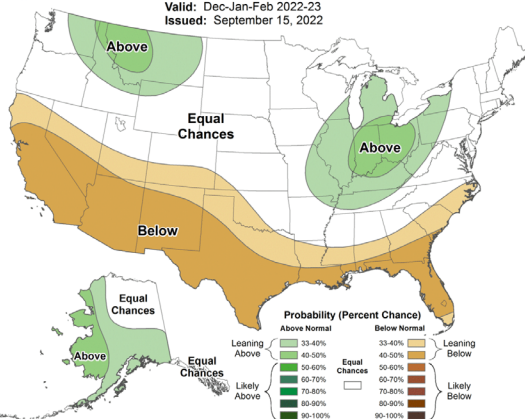 Valid: Dec-Jan-Feb 2022-23
Issued: September 15, 2022
Above
Equal
Chances
Above
Below
Equal
Chances
Above
Equal
Chances
Probability (Percent Chance)
Above Normal
Below Normal
Leaning
Above
33-40%
40-50%
Likely
Above
50-60%
60-70%
70-80%
80-90%
90-100%
Equal
Chances
33-40%
40-50%
Leaning
Below
50-60%
60-70%
70-80%
80-90%
90-100%
Likely
Below